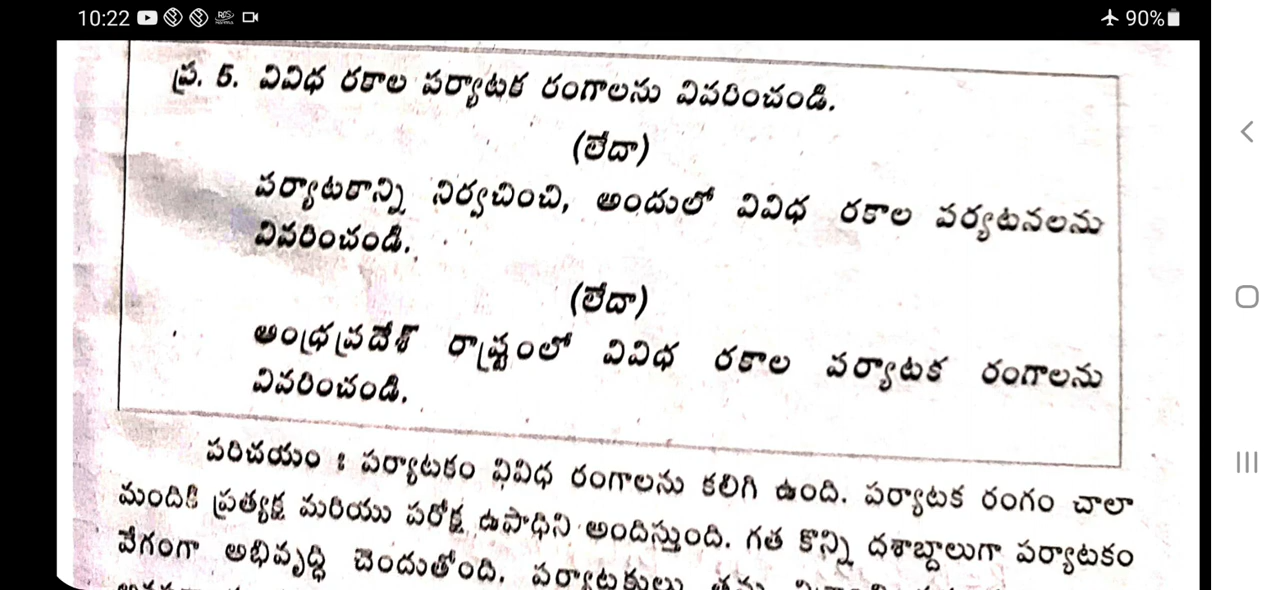 10:22
90%
ప్ర. 5. వివిధ రకాల పర్యాటక రంగాలను వివరించండి.
(లేదా)
పర్యాటకాన్ని నిర్వచించి, అందులో వివిధ రకాల పర్యటనలను
వివరించండి.
(లేదా)
ఆంధ్రప్రదేశ్ రాష్ట్రంలో వివిధ రకాల పర్యాటక రంగాలను
వివరించండి.
పరిచయం : పర్యాటకం వివిధ రంగాలను కలిగి ఉంది. పర్యాటక రంగం చాలా
మందికి ప్రత్యక్ష మరియు పరోక్ష ఉపాధిని అందిస్తుంది. గత కొన్ని దశాబ్దాలుగా పర్యాటకం
వేగంగా అభివృద్ధి చెందుతోంది. పర్యాటకులు తమ